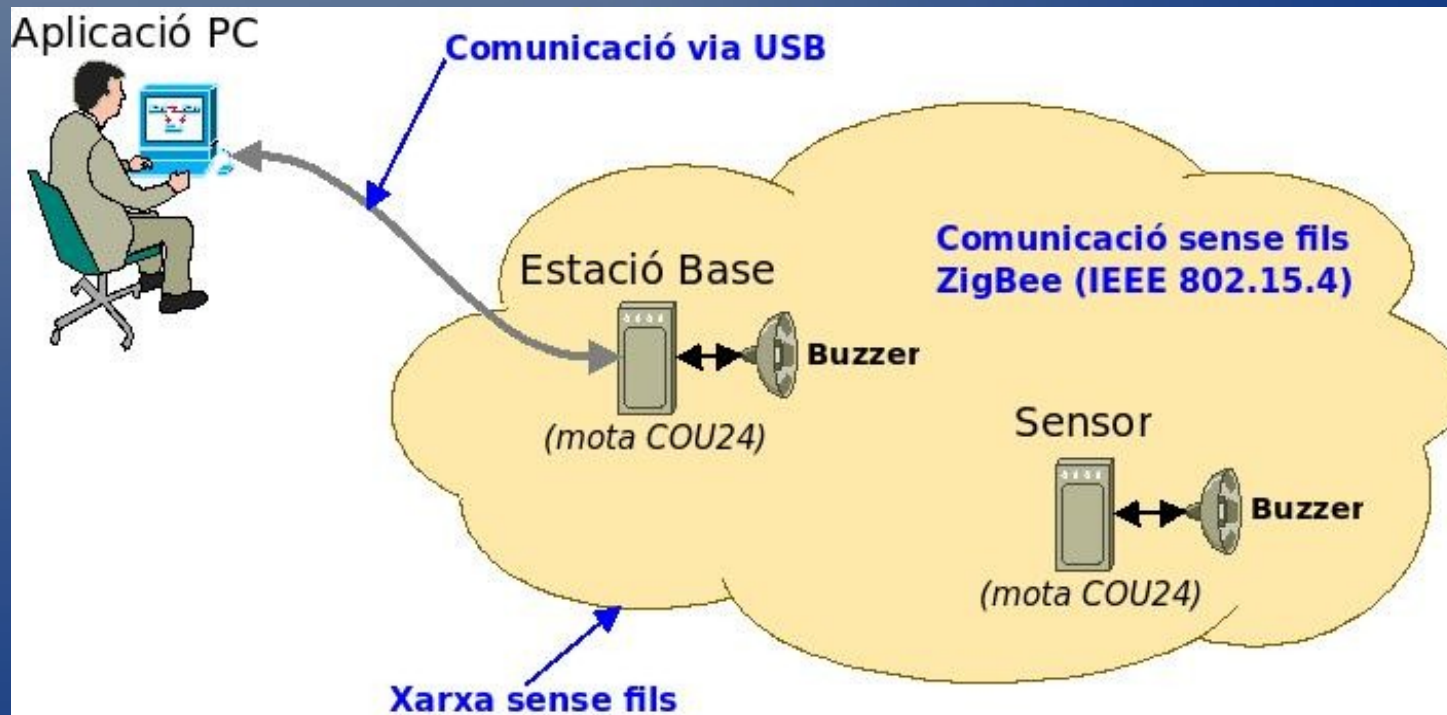 Aplicació PC
Comunicació via USB
Comunicació sense fils
ZigBee (IEEE 802.15.4)
Estació Base
Buzzer
(mota COU24)
Sensor
Buzzer
(mota COU24)
Xarxa sense fils